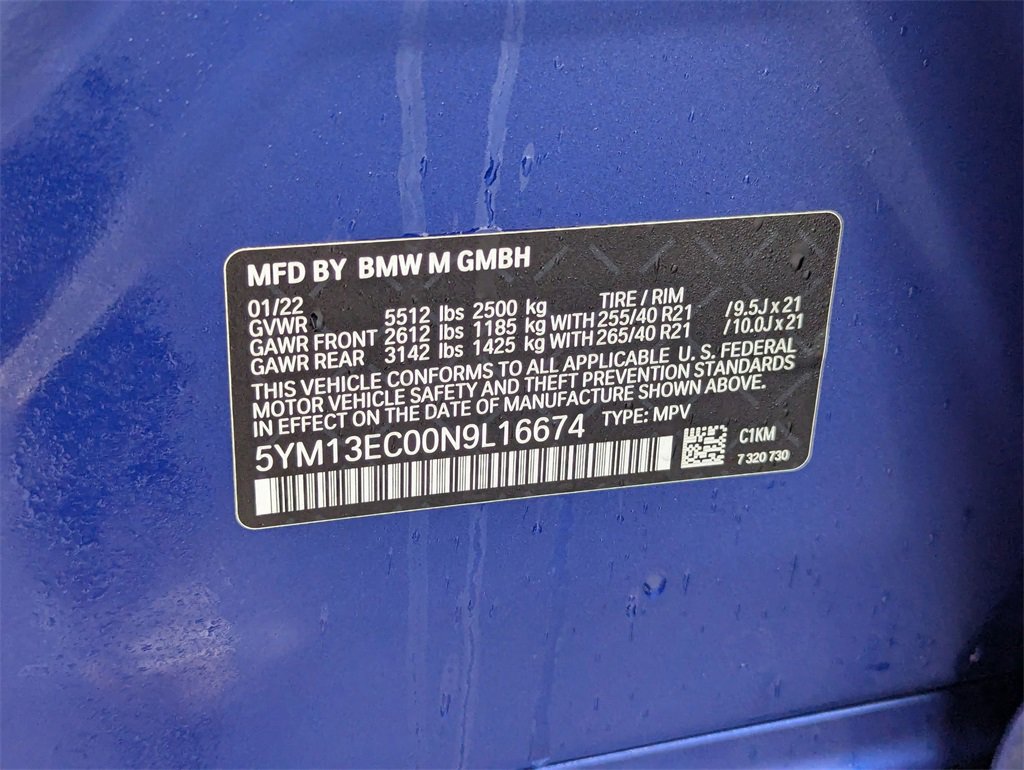 MFD BY BMW M GMBH
01/22 TIRE / RIM
GVWR 5512 lbs 2500 kg
GAWR FRONT 2612 lbs 1185 kg WITH 255/40 R21 /9.5J x 21
GAWR REAR 3142 lbs 1425 kg WITH 265/40 R21 /10.0J x 21
THIS VEHICLE CONFORMS TO ALL APPLICABLE U. S. FEDERAL
MOTOR VEHICLE SAFETY AND THEFT PREVENTION STANDARDS
IN EFFECT ON THE DATE OF MANUFACTURE SHOWN ABOVE.
5YM13EC00N9L16674 TYPE: MPV
C1KM
7 320 730